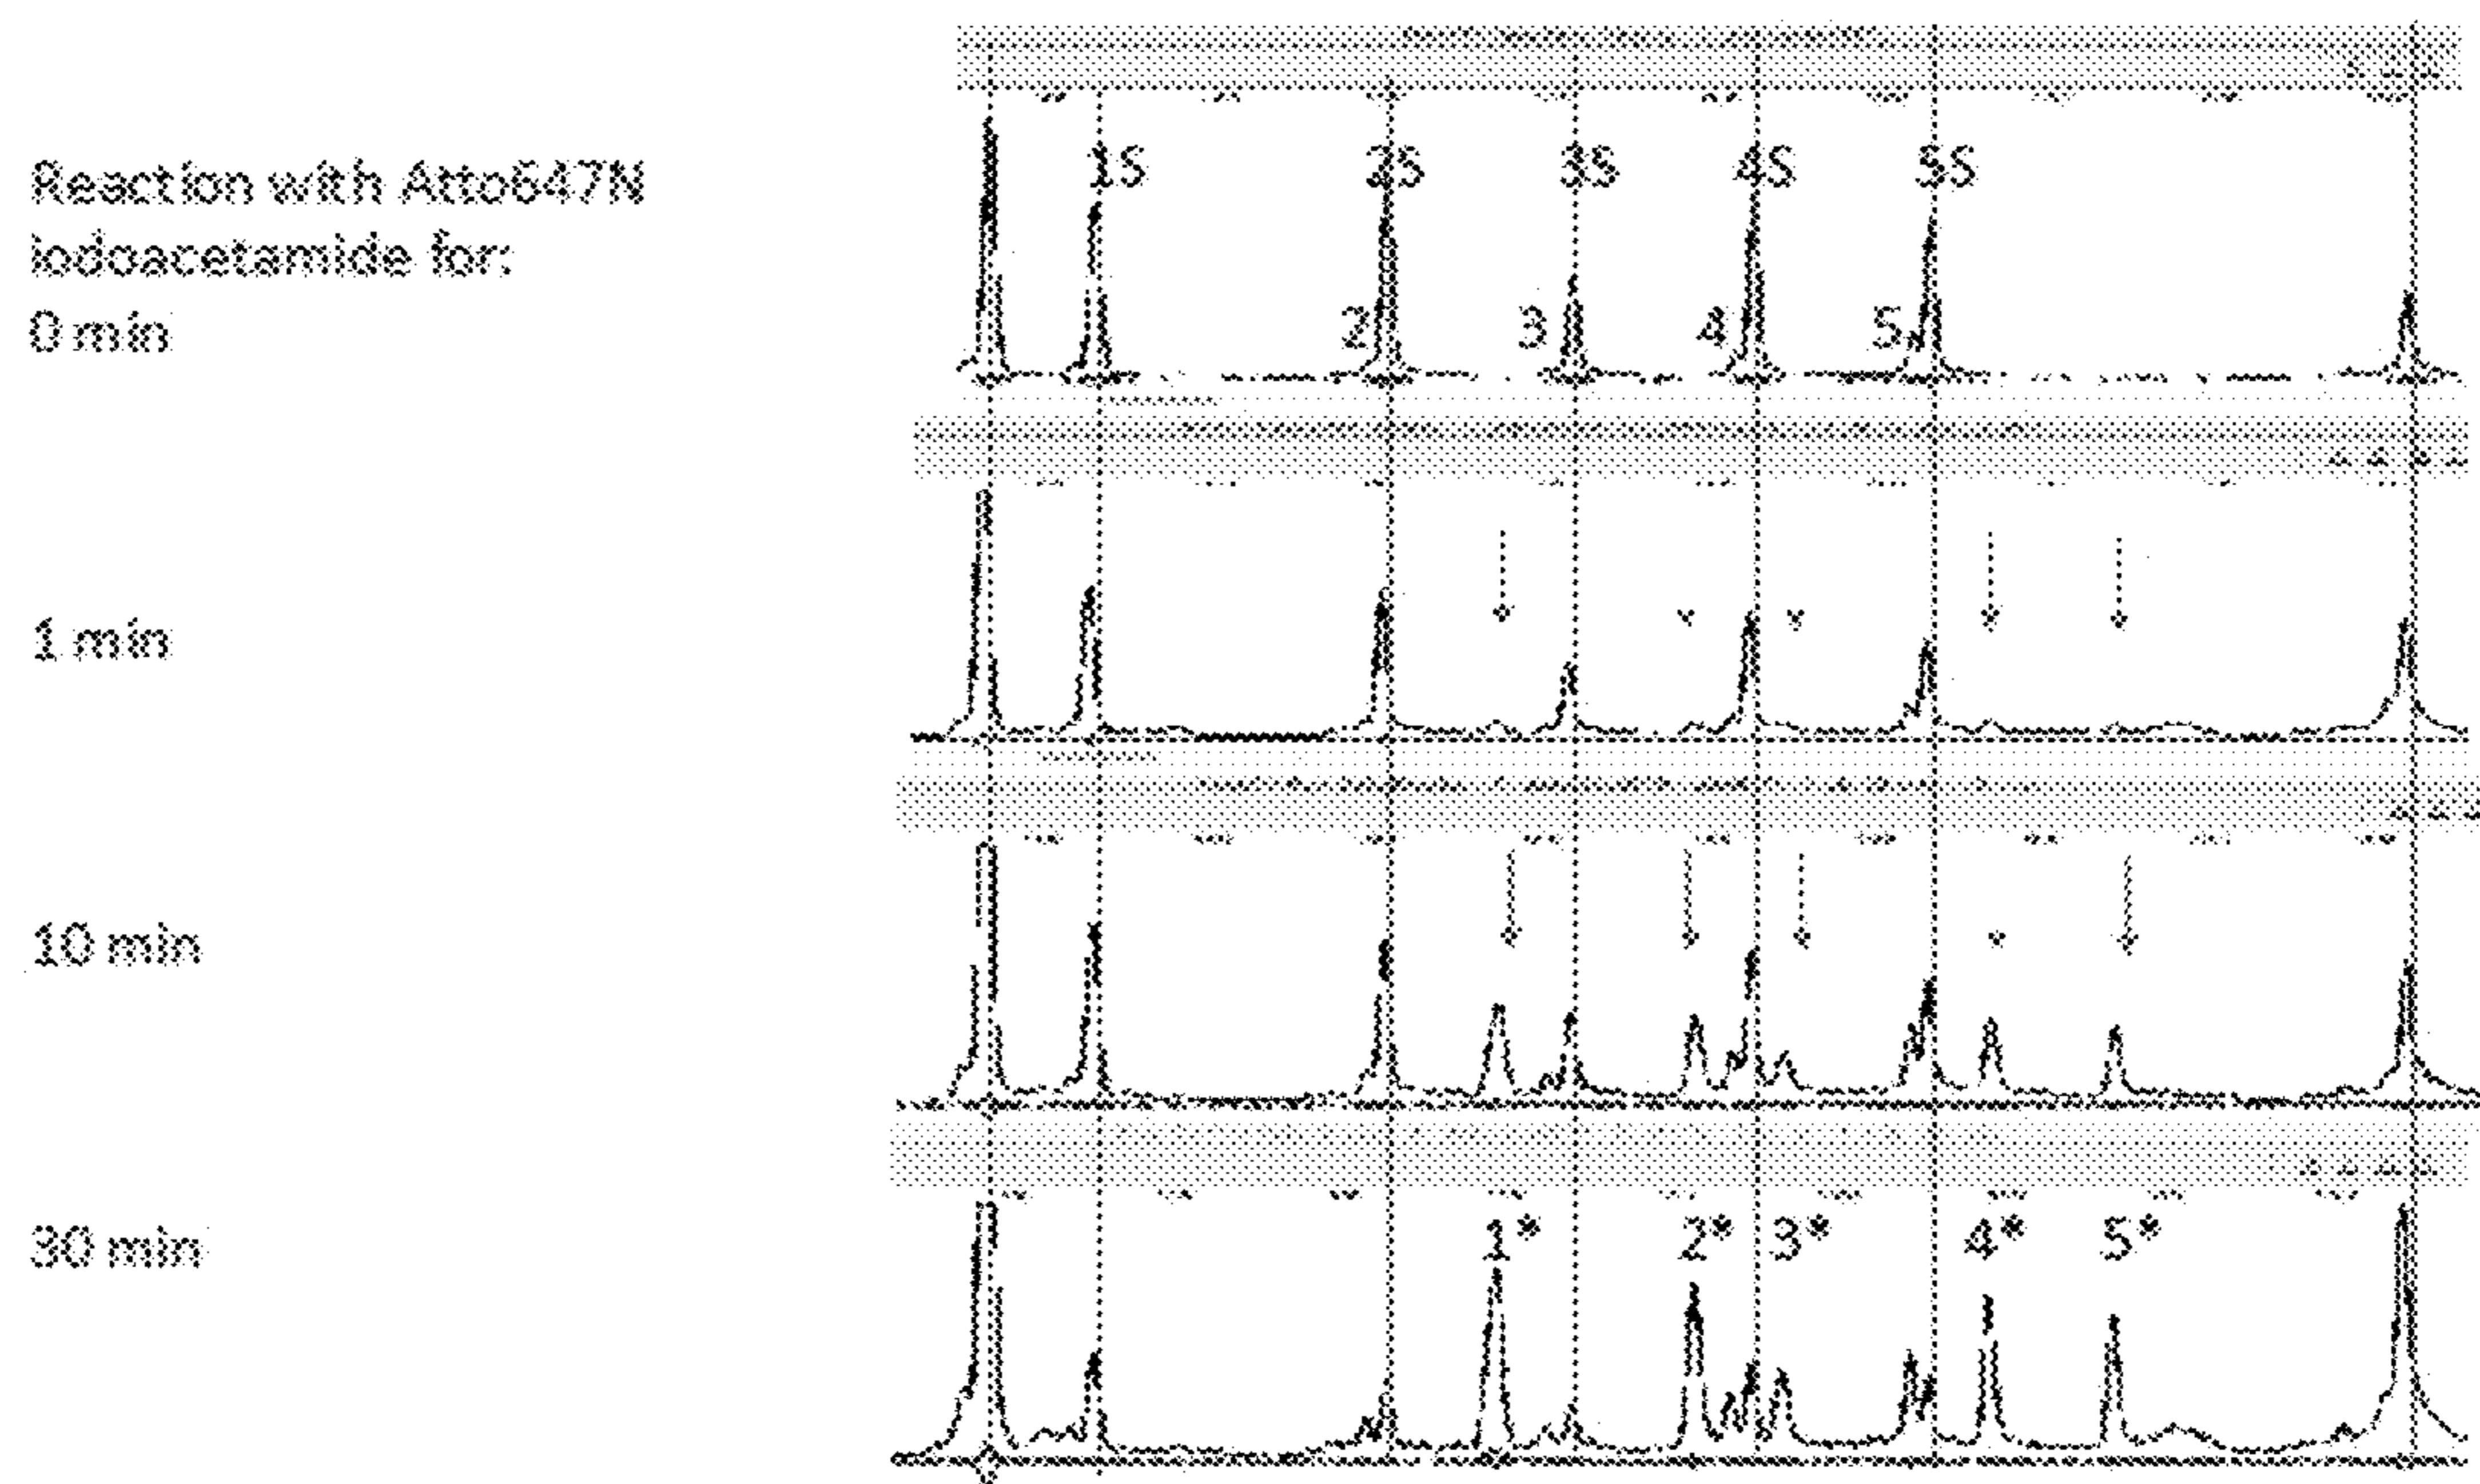 Reaction with Atto647N
iodoacetamide for:
0 min
1S 2S 3S 4S 5S
2 3 4 5
1 min
10 min
30 min
1* 2* 3* 4* 5*